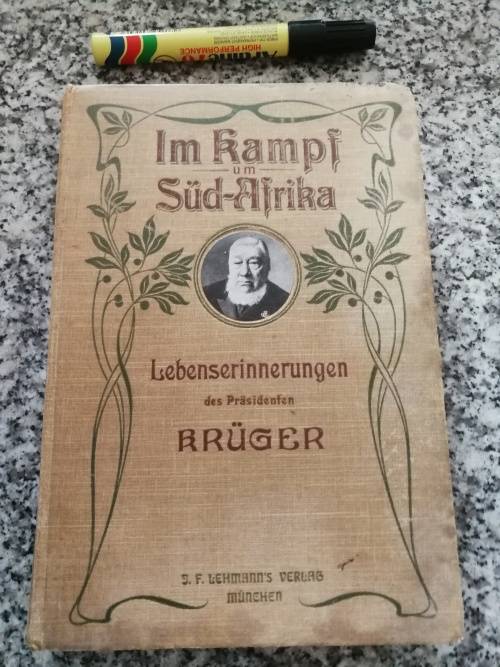 HIGH PERFORMANCE
Im Kampf
um
Süd-Afrika
Lebenserinnerungen
des Präsidenten
KRÜGER
J. F. LEHMANN'S VERLAG
MÜNCHEN